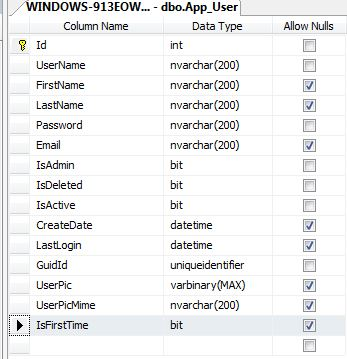 WINDOWS-913EOW... - dbo.App_User
Column Name Data Type Allow Nulls
Id int
UserName nvarchar(200)
FirstName nvarchar(200)
LastName nvarchar(200)
Password nvarchar(200)
Email nvarchar(200)
IsAdmin bit
IsDeleted bit
IsActive bit
CreateDate datetime
LastLogin datetime
GuidId uniqueidentifier
UserPic varbinary(MAX)
UserPicMime nvarchar(200)
IsFirstTime bit